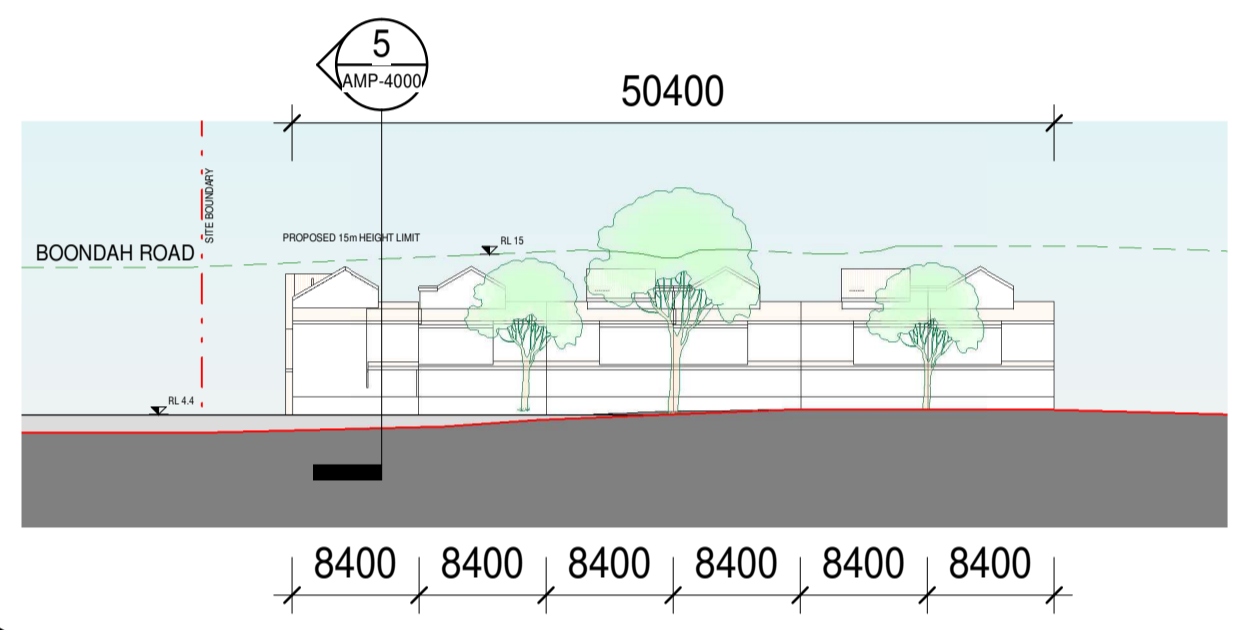 5
AMP-4000
50400
SITE BOUNDARY
PROPOSED 15m HEIGHT LIMIT
RL 15
BOONDAH ROAD
RL 4.4
8400 8400 8400 8400 8400 8400